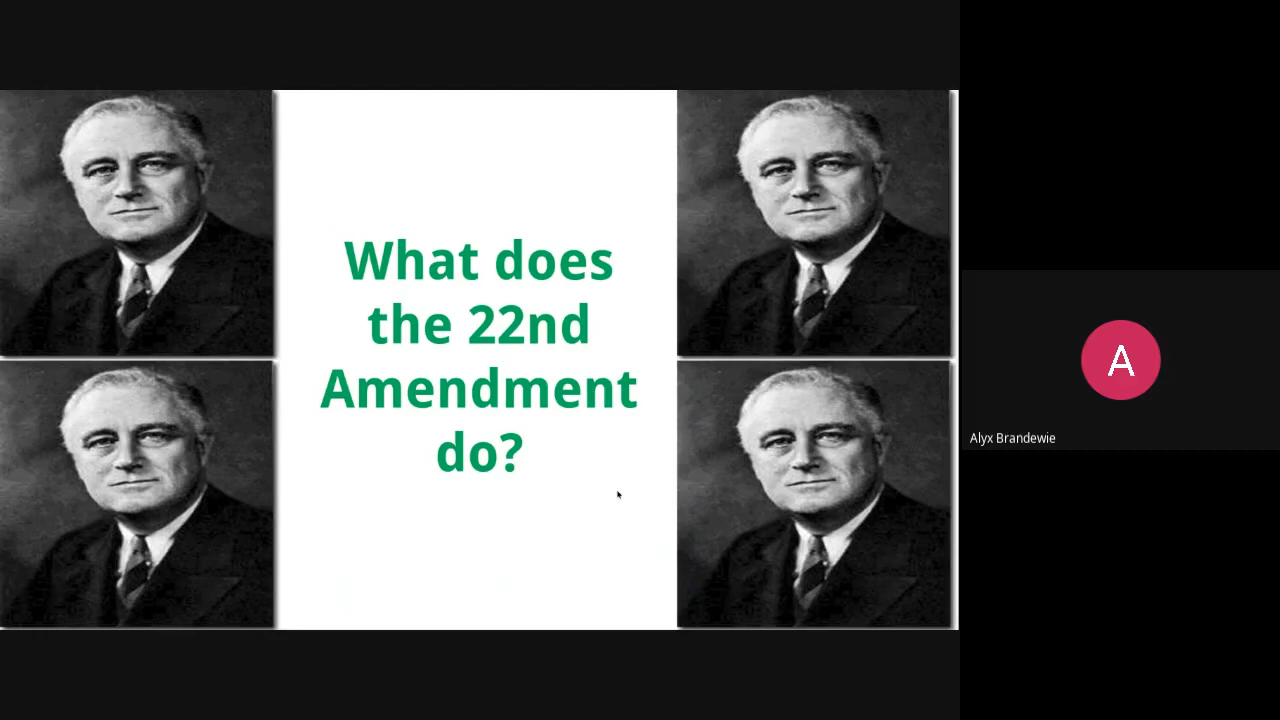 What does
the 22nd
Amendment
do?
A
Alyx Brandewie